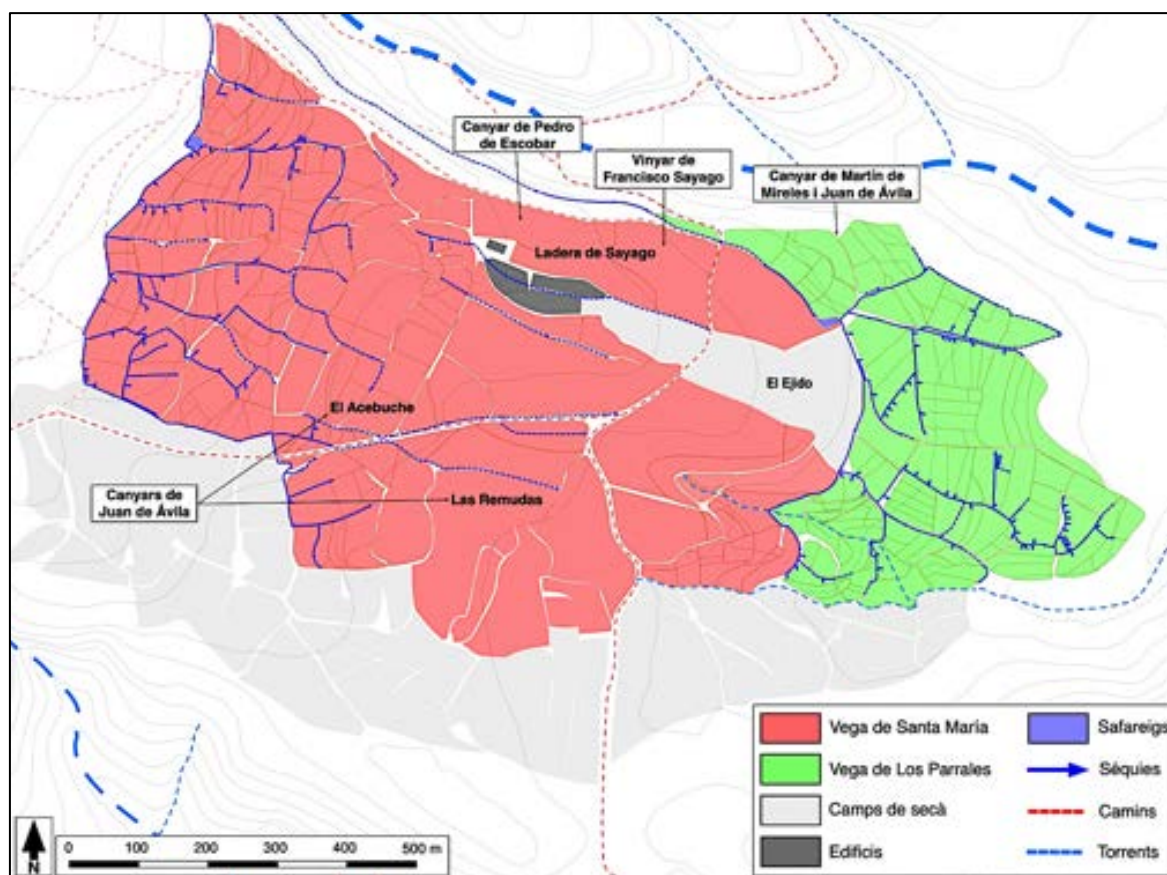 Canyar de Pedro
de Escobar
Vinyar de
Francisco Sayago
Canyar de Martín de
Mireles i Juan de Ávila
Ladera de Sayago
El Ejido
El Acebuche
Canyars de
Juan de Ávila
Las Remudas
Vega de Santa María
Vega de Los Parrales
Camps de secà
Edificis
Safareigs
Séquies
Camins
Torrents
N
0 100 200 300 400 500 m